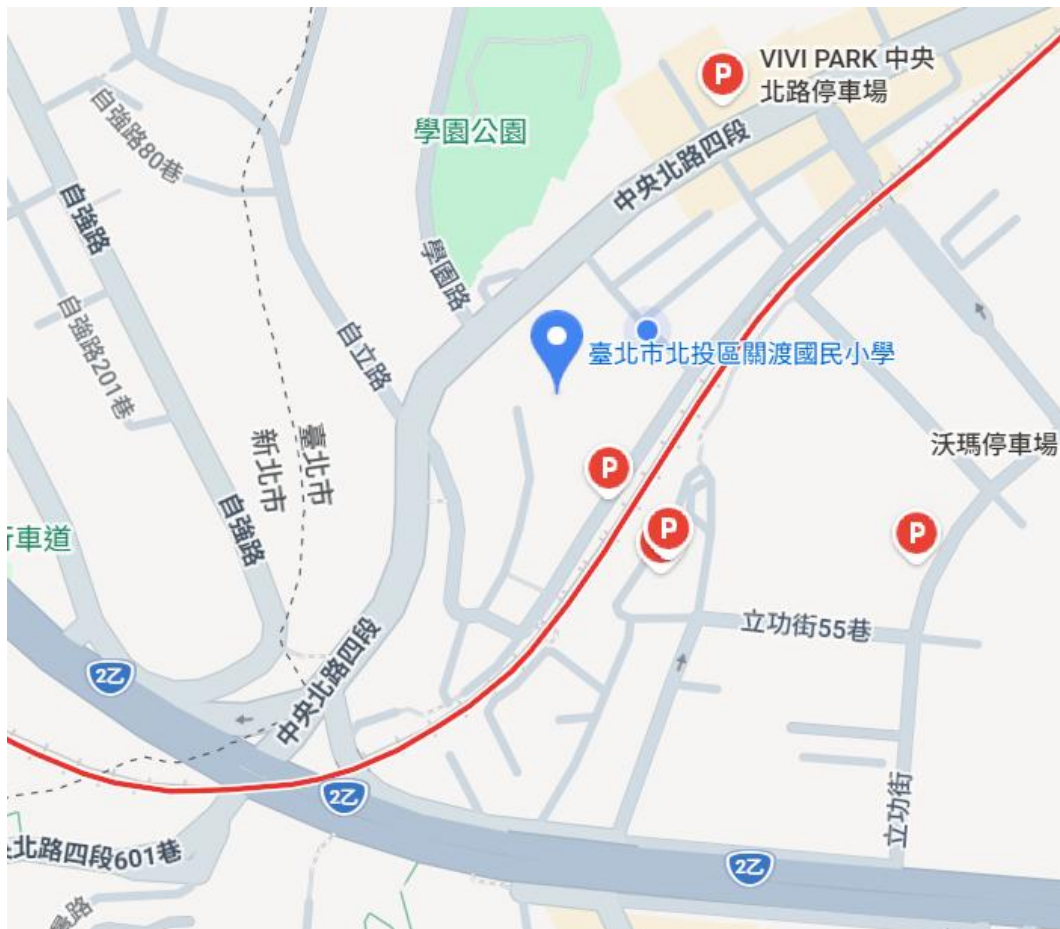 VIVI PARK 中央
北路停車場
P
自強路80巷
學園公園
中央北路四段
自強路
學園路
自強路201巷
自立路
臺北市北投區關渡國民小學
臺北市
新北市
沃瑪停車場
P
P
P
自強路
行車道
立功街55巷
中央北路四段
2乙
2乙
立功街
北路四段601巷
2乙
景路